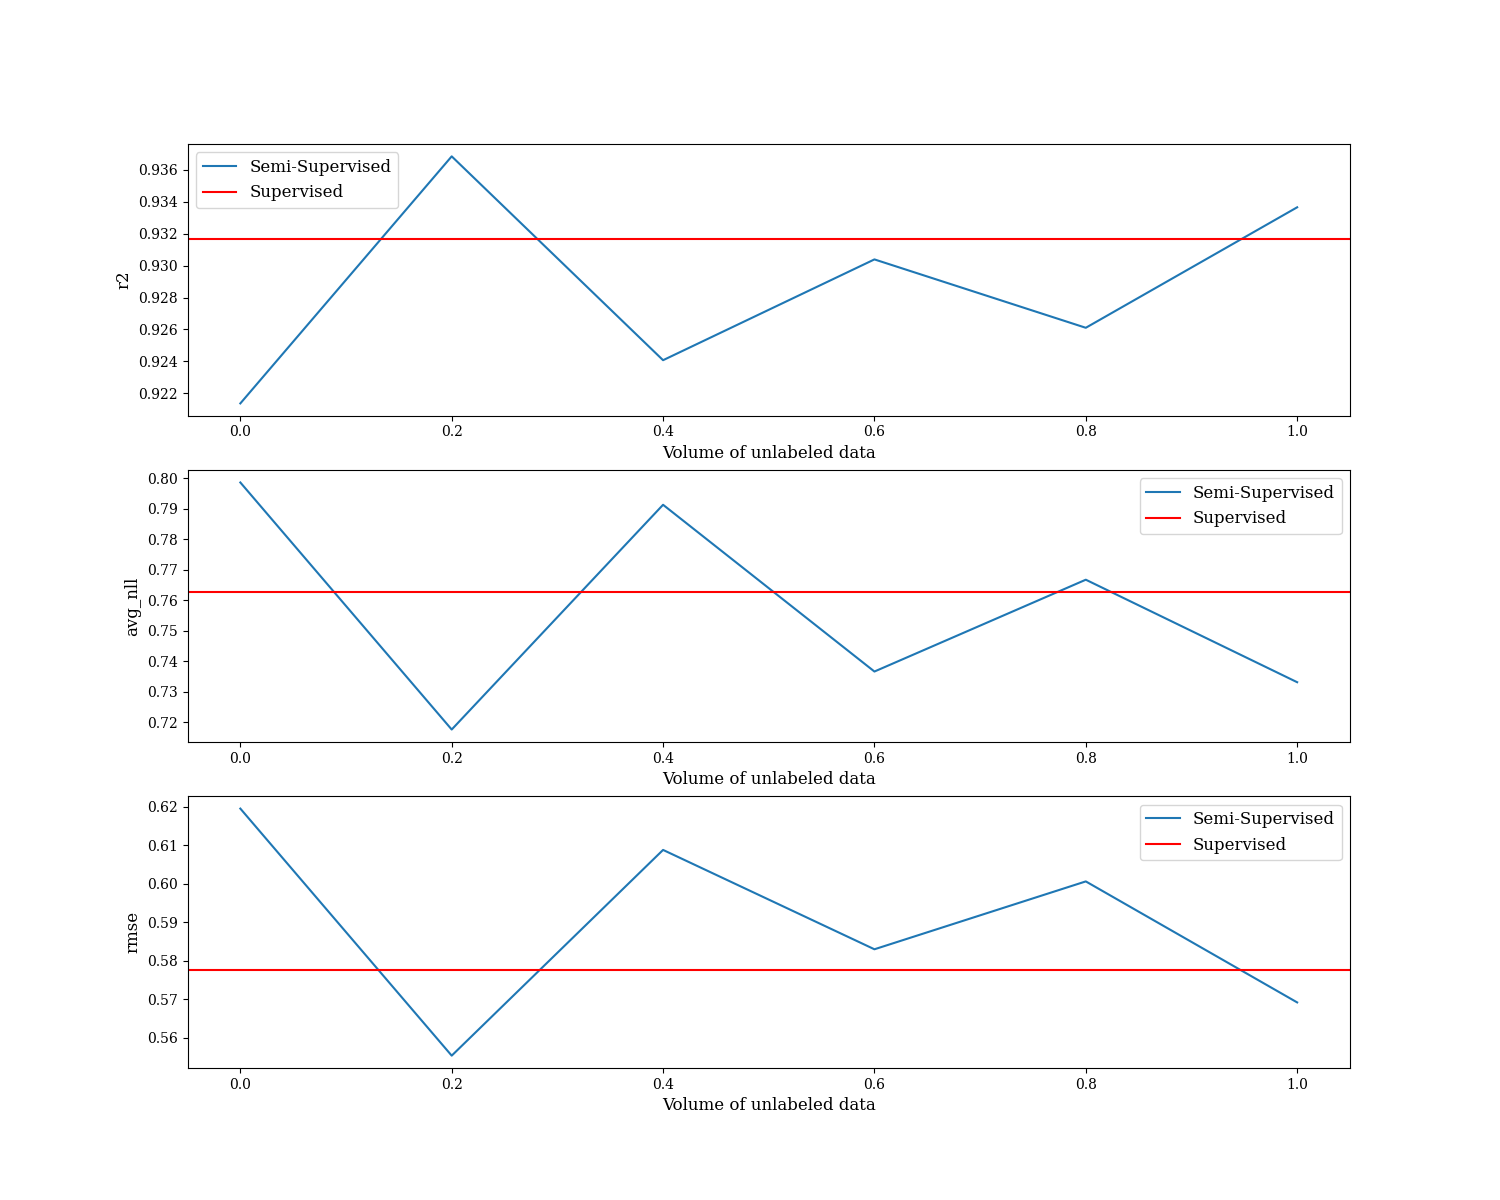 Semi-Supervised
Supervised
0.936
0.934
0.932
0.930
0.928
0.926
0.924
0.922
r2
0.0 0.2 0.4 0.6 0.8 1.0
Volume of unlabeled data
Semi-Supervised
Supervised
0.80
0.79
0.78
0.77
0.76
0.75
0.74
0.73
0.72
avg_nll
0.0 0.2 0.4 0.6 0.8 1.0
Volume of unlabeled data
Semi-Supervised
Supervised
0.62
0.61
0.60
0.59
0.58
0.57
0.56
rmse
0.0 0.2 0.4 0.6 0.8 1.0
Volume of unlabeled data